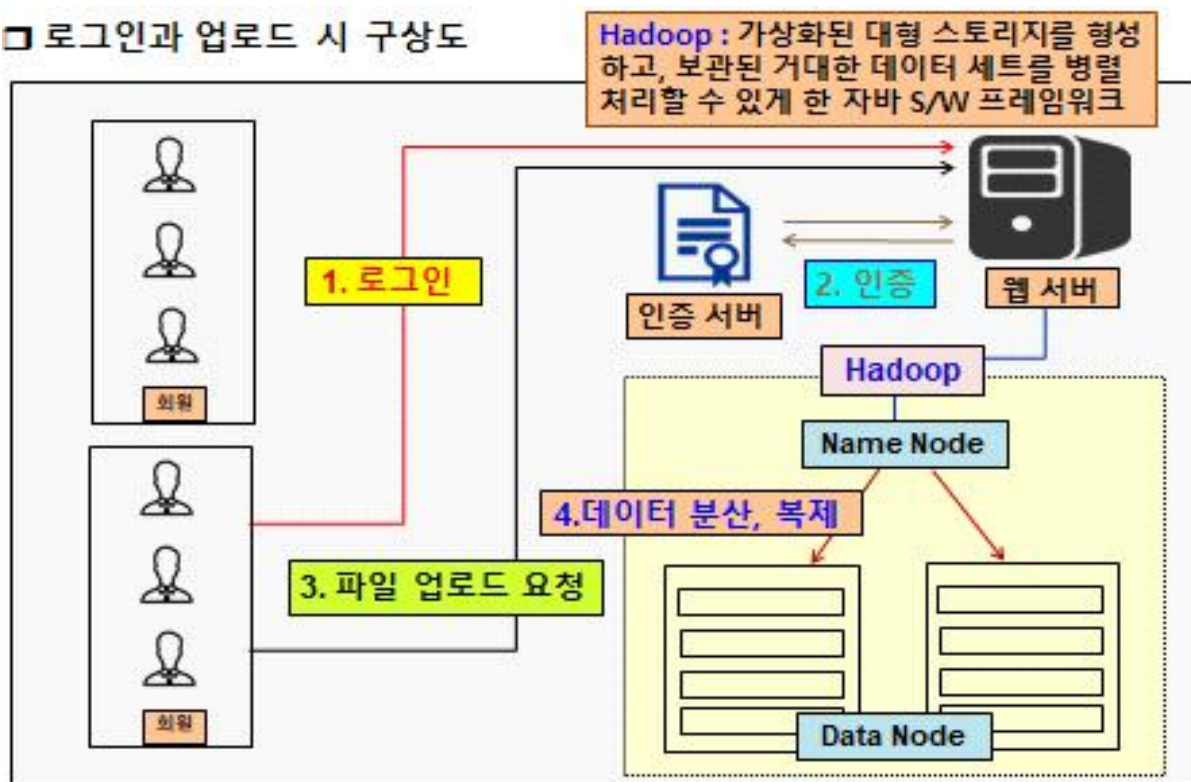 ❒ 로그인과 업로드 시 구상도
Hadoop : 가상화된 대형 스토리지를 형성
하고, 보관된 거대한 데이터 세트를 병렬
처리할 수 있게 한 자바 S/W 프레임워크
1. 로그인
2. 인증
인증 서버
웹 서버
회원
Hadoop
Name Node
4.데이터 분산, 복제
3. 파일 업로드 요청
회원
Data Node